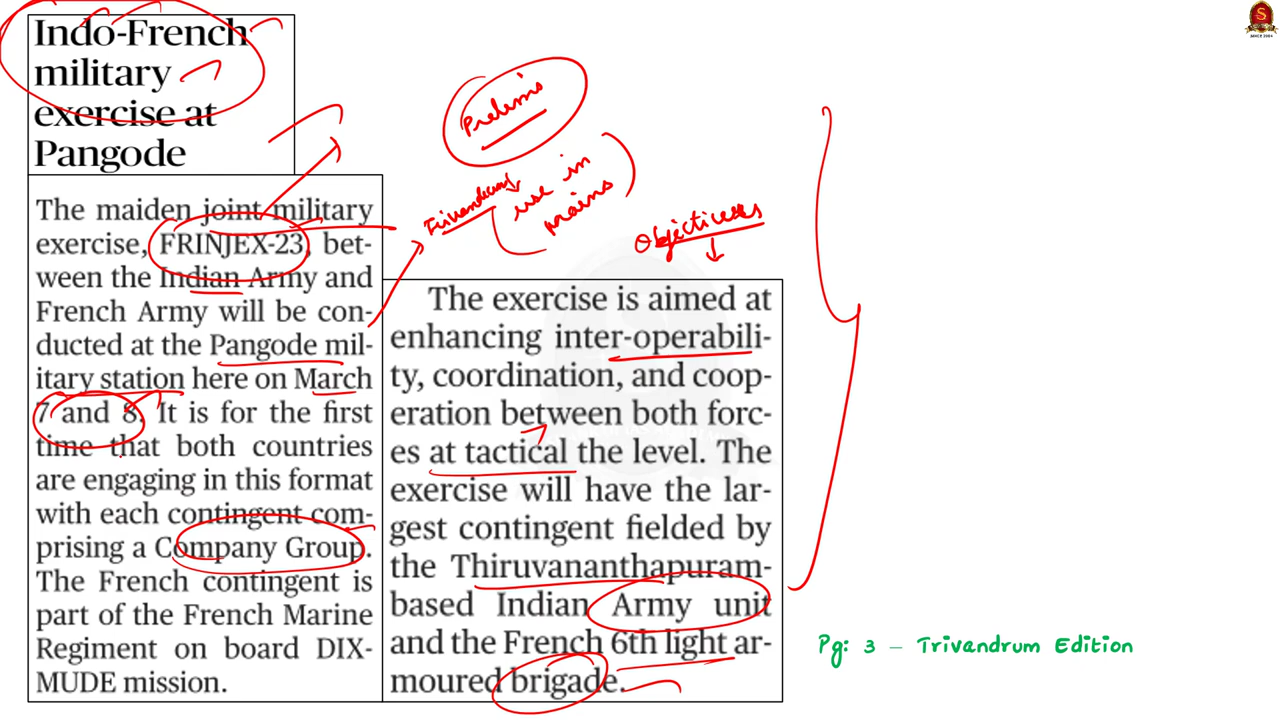 Indo-French
military
exercise at
Pangode
The maiden joint military
exercise, FRINJEX-23, bet-
ween the Indian Army and
French Army will be con-
ducted at the Pangode mil-
itary station here on March
7 and 8. It is for the first
time that both countries
are engaging in this format
with each contingent com-
prising a Company Group.
The French contingent is
part of the French Marine
Regiment on board DIX-
MUDE mission.
Prelims
Trivandrum
use in
mains
Objectives
The exercise is aimed at
enhancing inter-operabili-
ty, coordination, and coop-
eration between both forc-
es at tactical the level. The
exercise will have the lar-
gest contingent fielded by
the Thiruvananthapuram-
based Indian Army unit
and the French 6th light ar-
moured brigade.
Pg: 3 – Trivandrum Edition
S
SINCE 2004